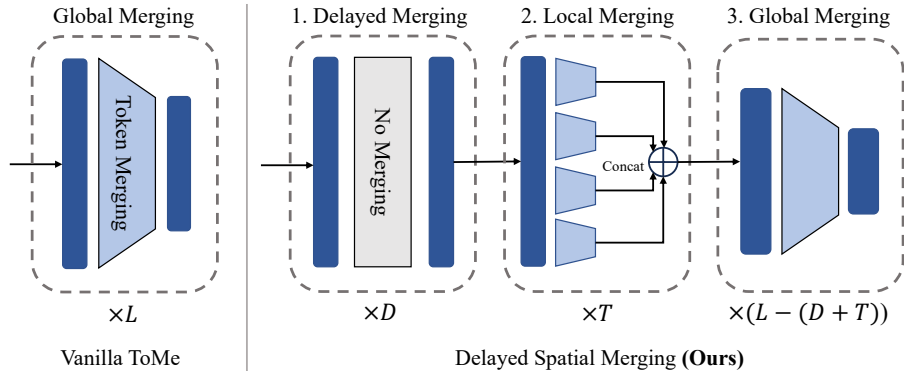 Global Merging
Token Merging
×L
Vanilla ToMe
1. Delayed Merging
No Merging
×D
2. Local Merging
Concat
×T
3. Global Merging
×(L − (D + T))
Delayed Spatial Merging (Ours)